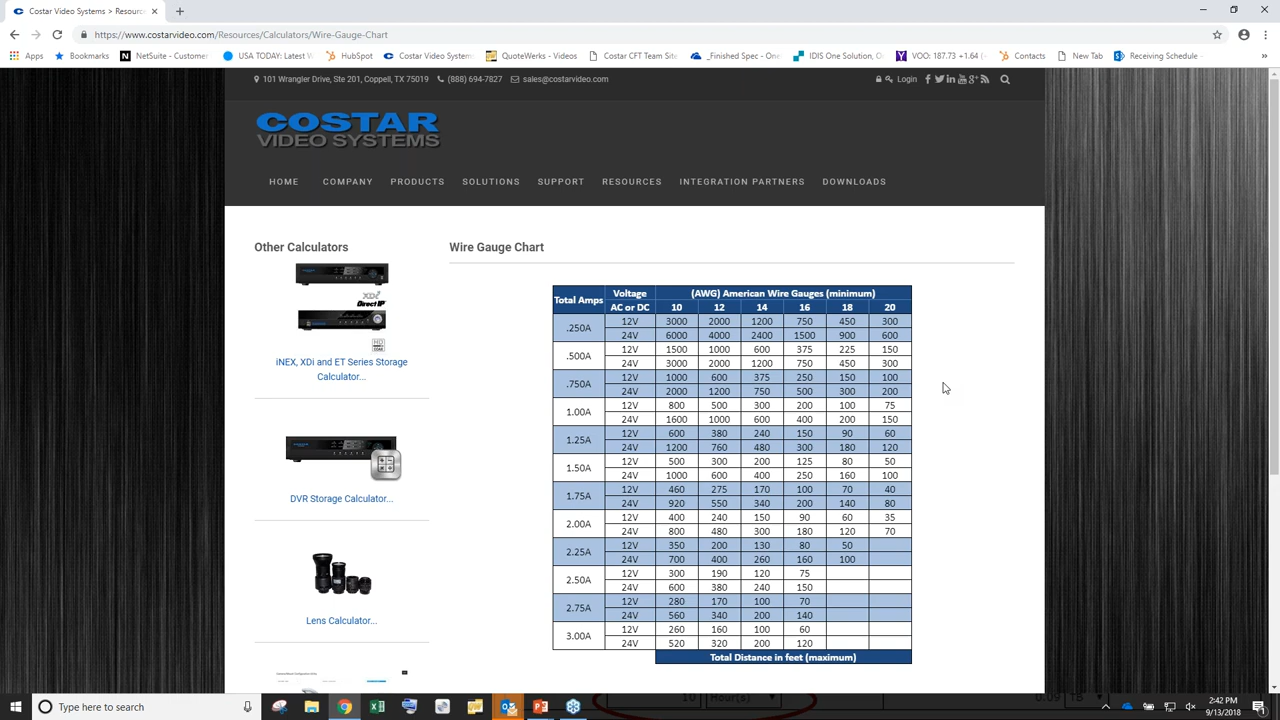 Costar Video Systems > Resourc
https://www.costarvideo.com/Resources/Calculators/Wire-Gauge-Chart
Apps Bookmarks NetSuite - Customer USA TODAY: Latest W HubSpot Costar Video System QuoteWerks - Videos Costar CFT Team Site _Finished Spec - One IDIS One Solution, O VOO: 187.73 +1.64 ( Contacts New Tab Receiving Schedule - »
101 Wrangler Drive, Ste 201, Coppell, TX 75019 (888) 694-7827 sales@costarvideo.com Login
COSTAR
VIDEO SYSTEMS
HOME COMPANY PRODUCTS SOLUTIONS SUPPORT RESOURCES INTEGRATION PARTNERS DOWNLOADS
Other Calculators
XDi
DirectIP
iNEX, XDi and ET Series Storage
Calculator...
DVR Storage Calculator...
Lens Calculator...
Wire Gauge Chart
Total Amps Voltage AC or DC (AWG) American Wire Gauges (minimum)
10 12 14 16 18 20
.250A 12V 3000 2000 1200 750 450 300
24V 6000 4000 2400 1500 900 600
.500A 12V 1500 1000 600 375 225 150
24V 3000 2000 1200 750 450 300
.750A 12V 1000 600 375 250 150 100
24V 2000 1200 750 500 300 200
1.00A 12V 800 500 300 200 100 75
24V 1600 1000 600 400 200 150
1.25A 12V 600 380 240 150 90 60
24V 1200 760 480 300 180 120
1.50A 12V 500 300 200 125 80 50
24V 1000 600 400 250 160 100
1.75A 12V 460 275 170 100 70 40
24V 920 550 340 200 140 80
2.00A 12V 400 240 150 90 60 35
24V 800 480 300 180 120 70
2.25A 12V 350 200 130 80 50
24V 700 400 260 160 100
2.50A 12V 300 190 120 75
24V 600 380 240 150
2.75A 12V 280 170 100 70
24V 560 340 200 140
3.00A 12V 260 160 100 60
24V 520 320 200 120
Total Distance in feet (maximum)
10 Hour(s) 0.09 TB
Type here to search
2:42 PM
9/13/2018